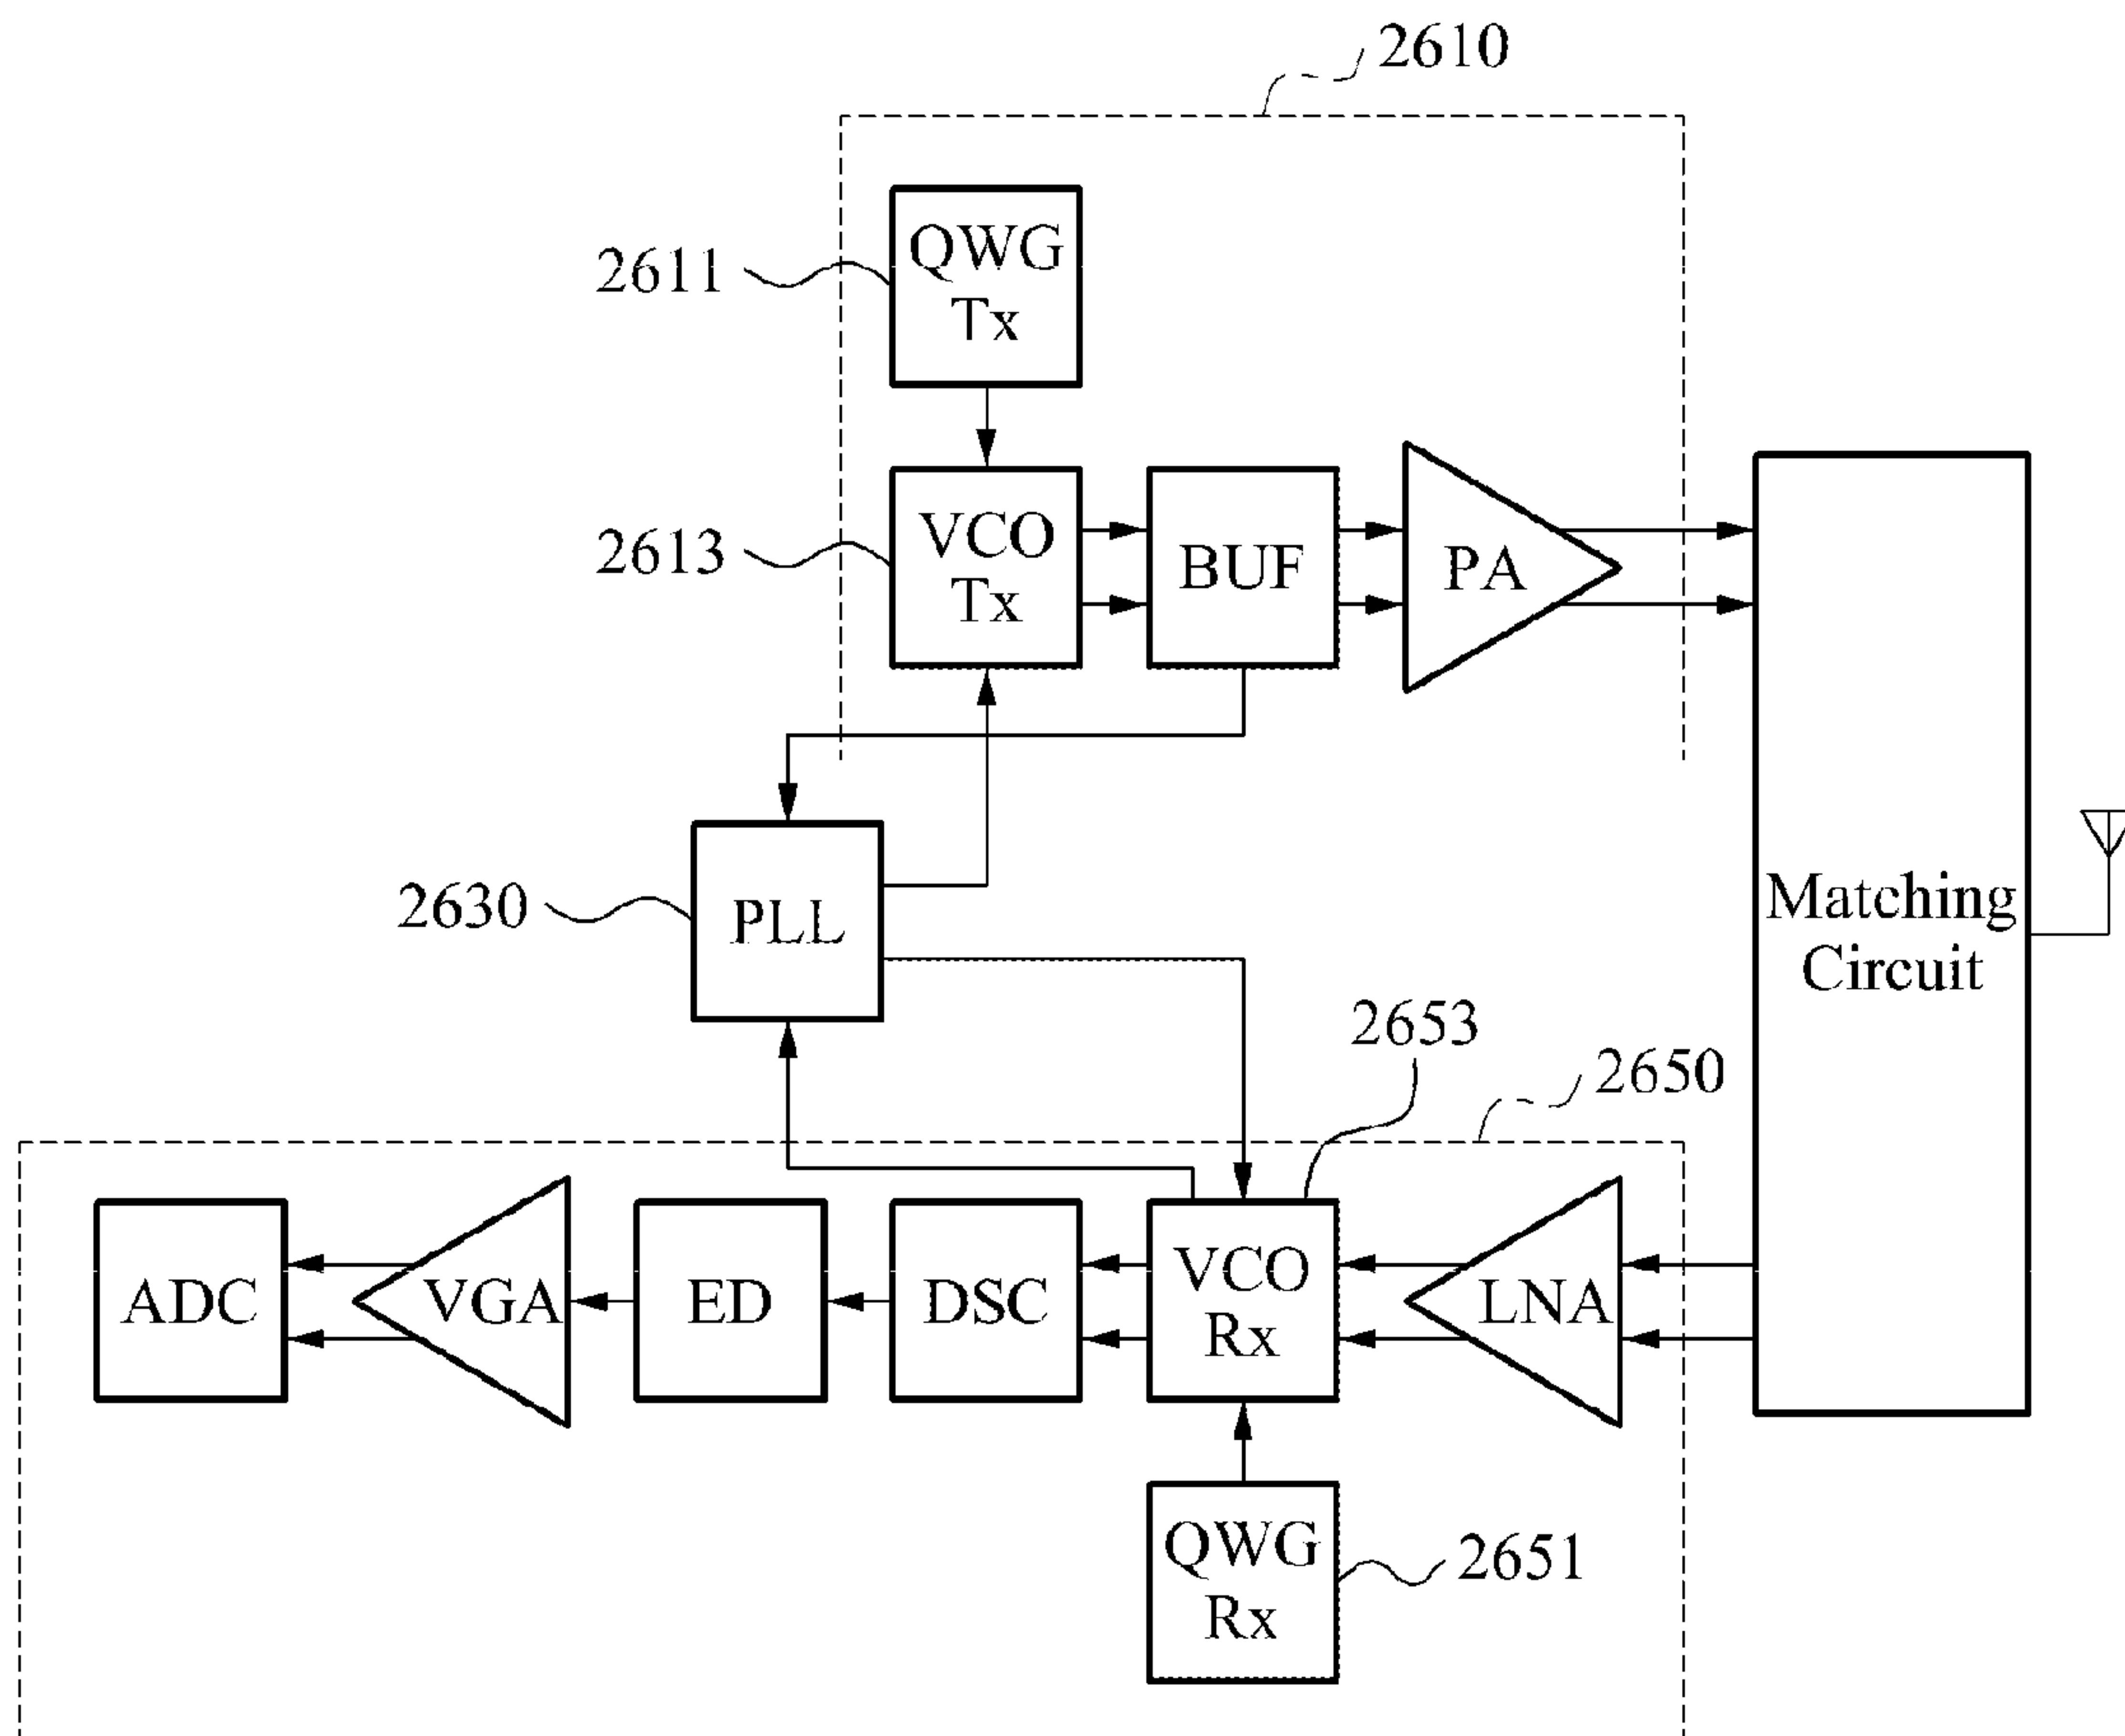 2610
QWG
Tx
2611
VCO
Tx
2613
BUF
PA
Matching
Circuit
2630
PLL
2653
2650
ADC
VGA
ED
DSC
VCO
Rx
LNA
QWG
Rx
2651